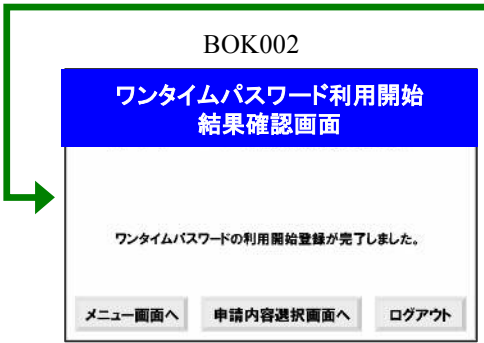 BOK002
ワンタイムパスワード利用開始
結果確認画面
ワンタイムパスワードの利用開始登録が完了しました。
メニュー画面へ 申請内容選択画面へ ログアウト